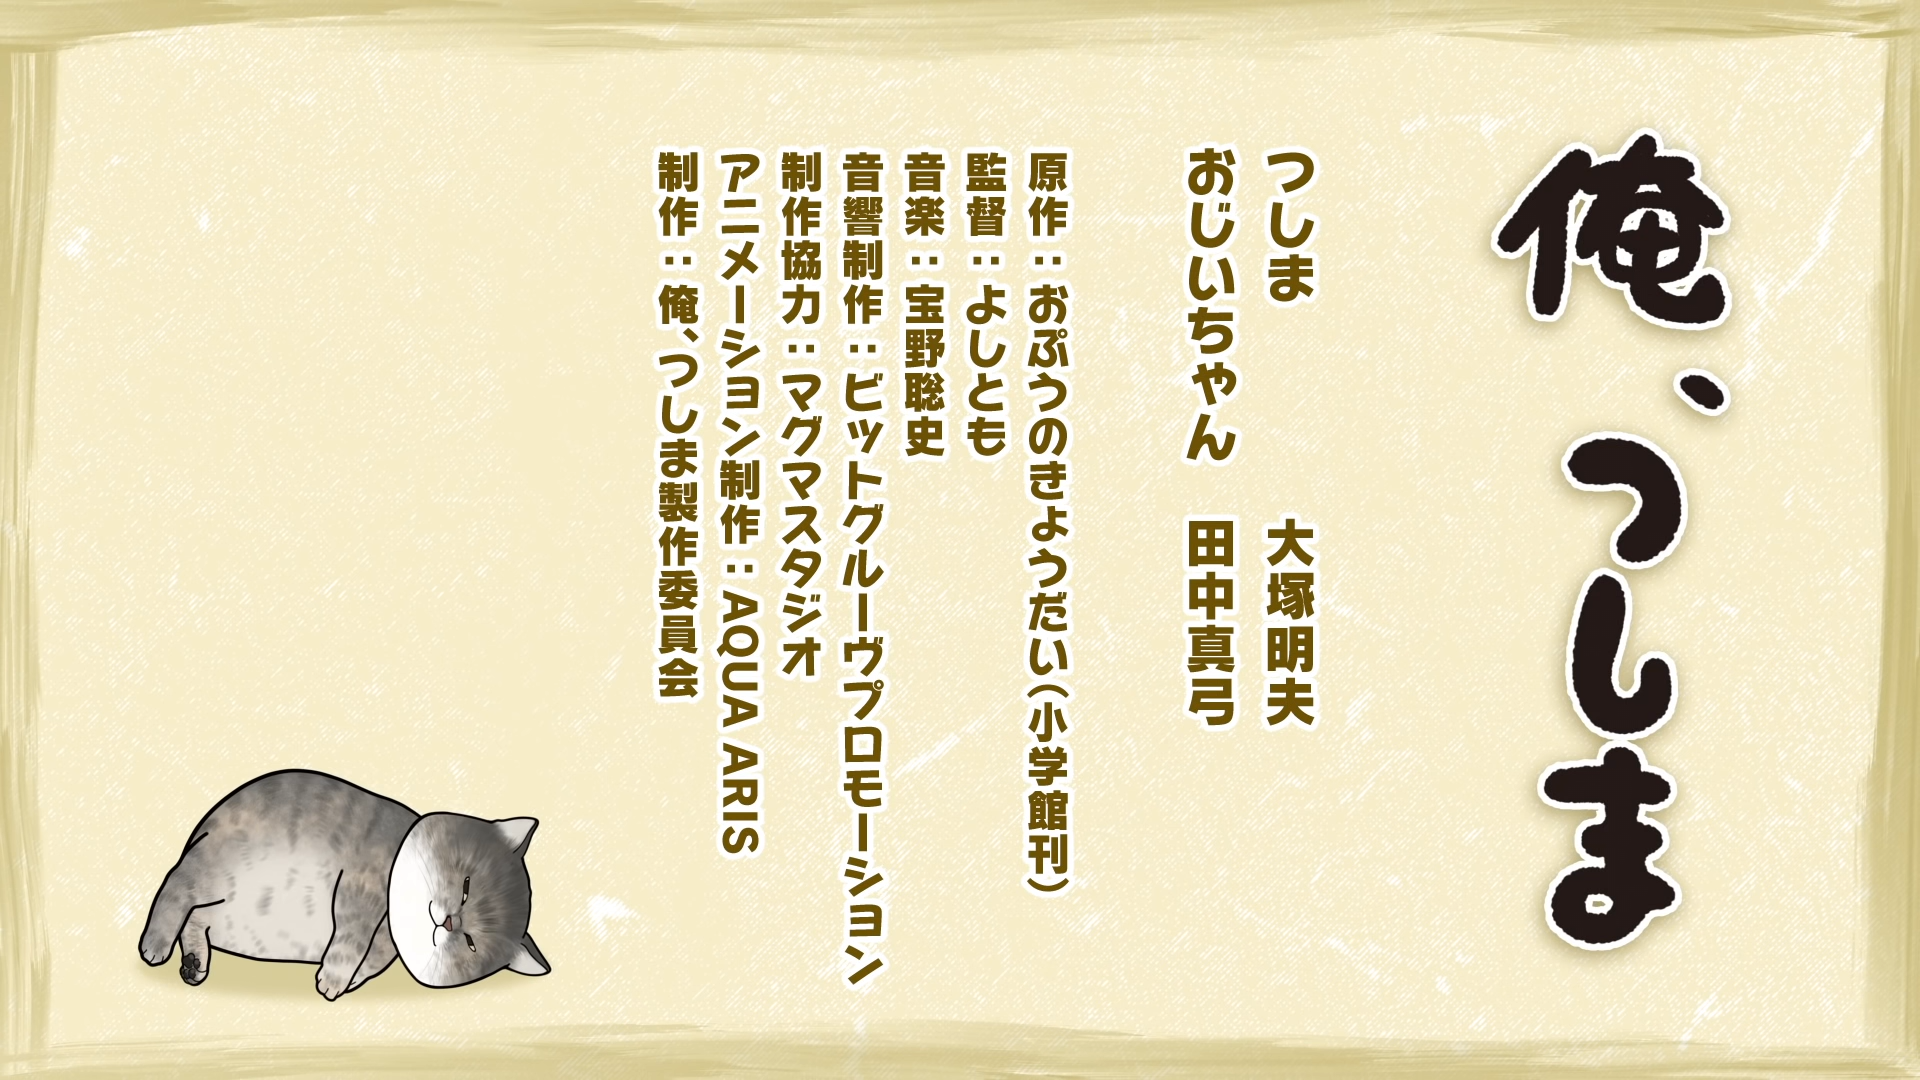 俺、つしま
つしま　大塚明夫
おじいちゃん　田中真弓
原作：おぷうのきょうだい（小学館刊）
監督：よしとも
音楽：宝野聡史
音響制作：ビットグルーヴプロモーション
制作協力：マグマスタジオ
アニメーション制作：AQUA ARIS
制作：俺、つしま製作委員会